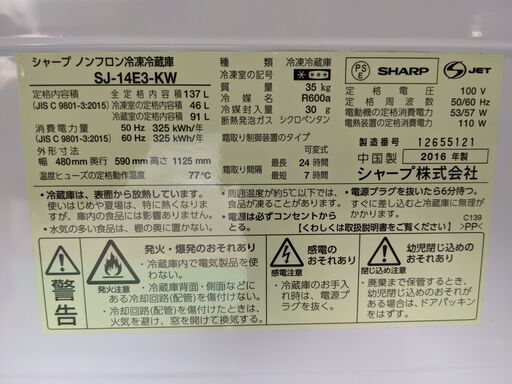 シャープ ノンフロン冷凍冷蔵庫
SJ-14E3-KW
定格内容積 全定格内容積 137 L
(JIS C 9801-3:2015) 冷凍室の定格内容積 46 L
冷蔵室の定格内容積 91 L
消費電力量 50 Hz 325 kWh/年
(JIS C 9801-3:2015) 60 Hz 325 kWh/年
外形寸法
幅 480mm 奥行 590 mm 高さ 1125 mm
温度ヒューズの定格動作温度 77℃
種類 冷凍冷蔵庫
冷凍室の記号
質量 35 kg
冷媒 R600a
冷媒封入量 30 g
断熱発泡ガス シクロペンタン
霜取り制御装置のタイプ
可変式
霜取り間隔 最長 24 時間
最短 7 時間
PS
E
SHARP
S JET
定格電圧 100 V
定格周波数 50/60 Hz
電動機の定格消費電力 53/57 W
電熱装置の定格消費電力 110 W
製造番号 12655121
中国製 2016 年製
シャープ株式会社
・冷蔵庫は、表面から放熱しています。
使いはじめや夏場は、特に熱くなりますが、庫内の食品には影響ありません。
・水気の多い食品は、棚の奥に置かない。
・周囲温度が約5℃以下では、食品が凍ることがあります。
・電源は必ずコンセントから
・電源プラグを抜いたら6分待つ。
すぐに差し込むと冷蔵庫に無理がかかります。
とる。
【くわしくは取扱説明書をご覧ください】
C139
>PP<
警告
発火・爆発のおそれあり
発火注意
・冷蔵庫内で電気製品を使わない。
・冷蔵庫背面・側面などにある冷却回路(配管)を傷付けない。
・冷却回路(配管)を傷付けたときは、火気を避け、窓を開けて換気する。
感電のおそれあり
感電注意
・冷蔵庫のお手入れ時は、電源プラグを抜く。
幼児閉じ込めのおそれあり
閉じ込め注意
・廃棄まで保管するとき、幼児閉じ込めのおそれがある場合は、ドアパッキンをはずす。